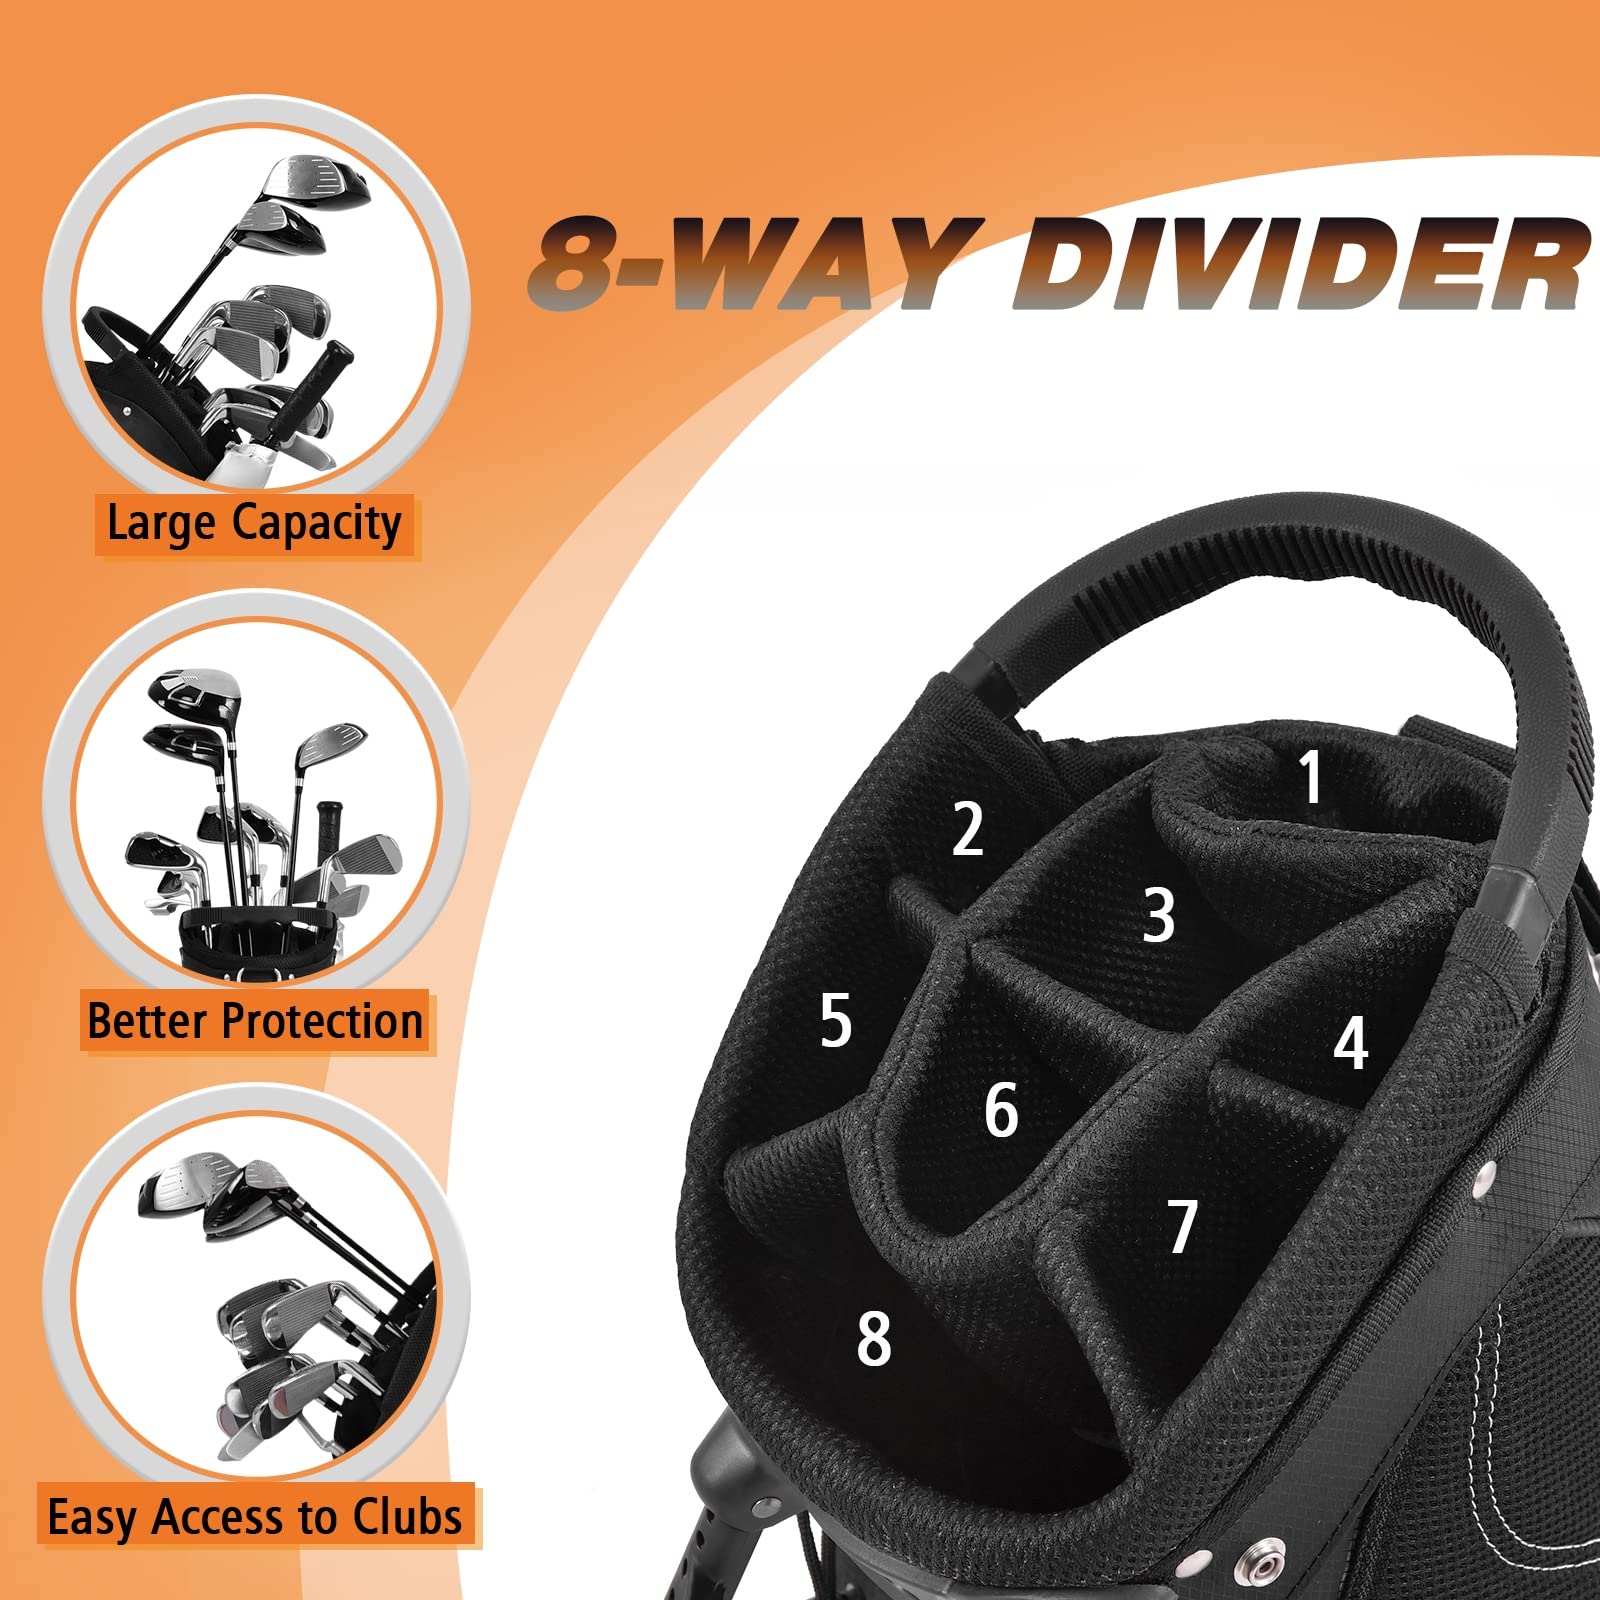 8-WAY DIVIDER
Large Capacity
Better Protection
Easy Access to Clubs
1
2
3
4
5
6
7
8